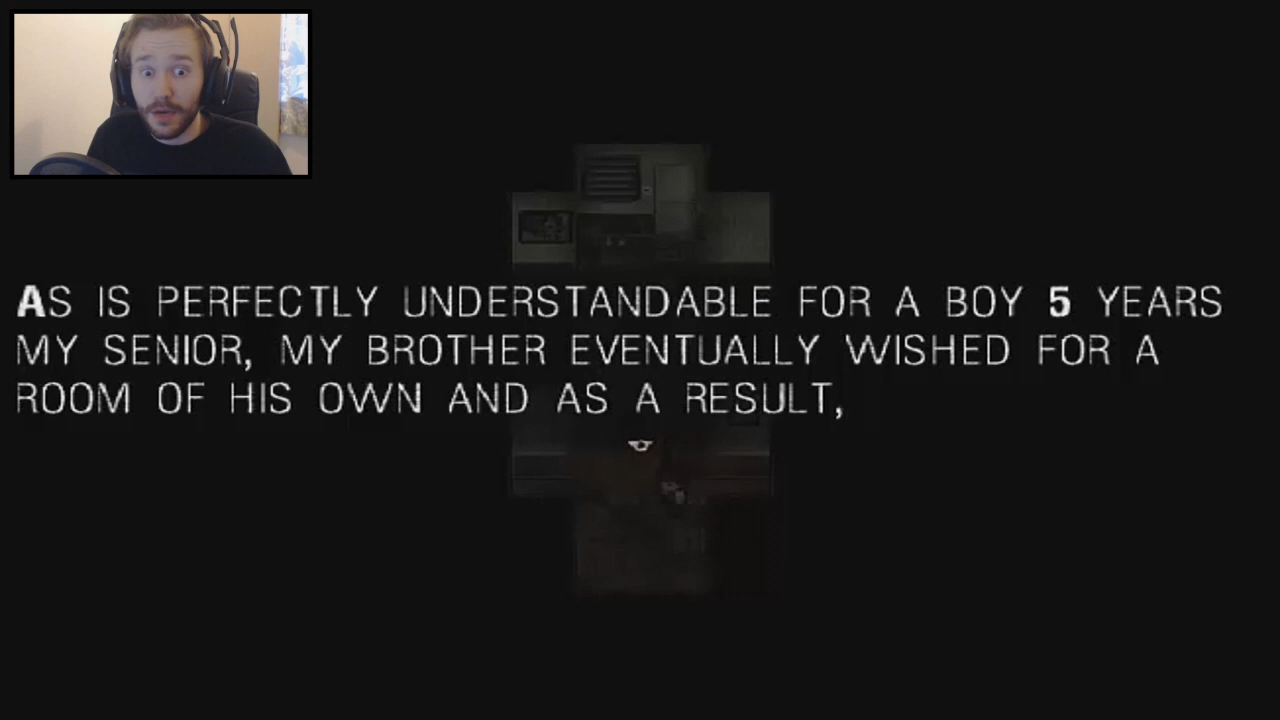 AS IS PERFECTLY UNDERSTANDABLE FOR A BOY 5 YEARS
MY SENIOR, MY BROTHER EVENTUALLY WISHED FOR A
ROOM OF HIS OWN AND AS A RESULT,